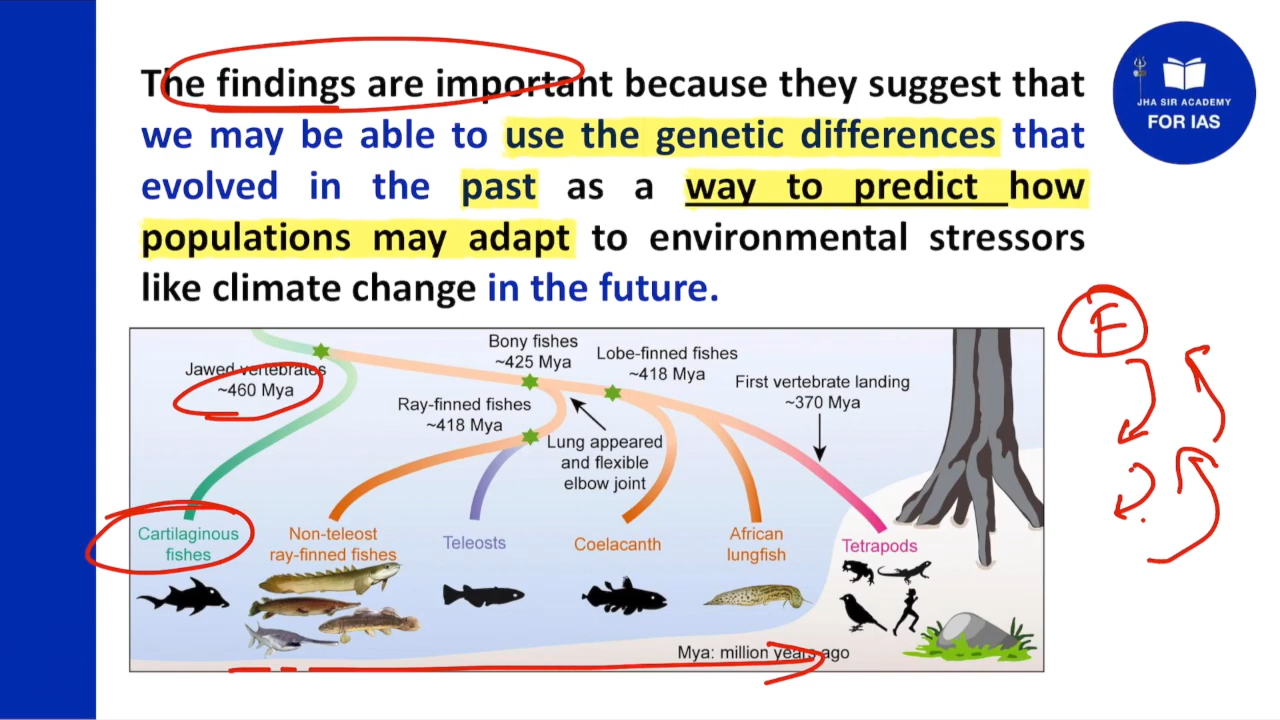 The findings are important because they suggest that
we may be able to use the genetic differences that
evolved in the past as a way to predict how
populations may adapt to environmental stressors
like climate change in the future.
JHA SIR ACADEMY
FOR IAS
Jawed vertebrates
~460 Mya
Bony fishes
~425 Mya
Lobe-finned fishes
~418 Mya
First vertebrate landing
~370 Mya
Ray-finned fishes
~418 Mya
Lung appeared
and flexible
elbow joint
Cartilaginous
fishes
Non-teleost
ray-finned fishes
Teleosts
Coelacanth
African
lungfish
Tetrapods
Mya: million years ago
F